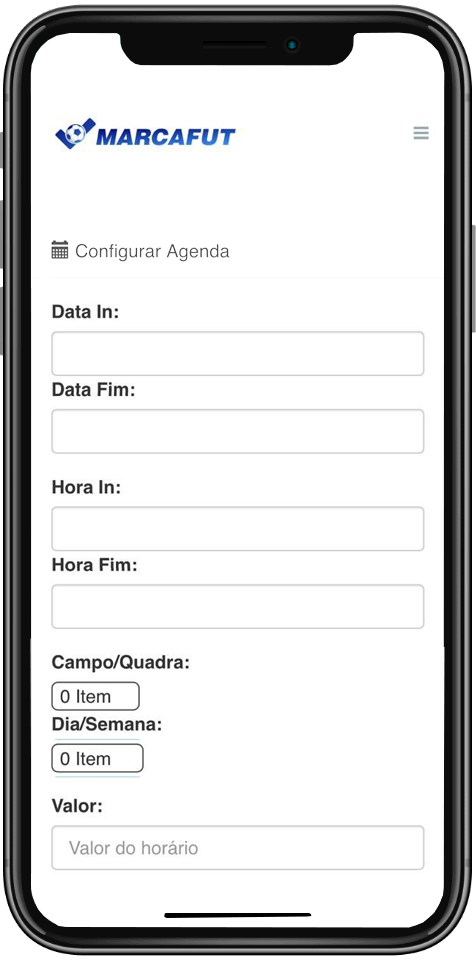 MARCAFUT
Configurar Agenda
Data In:
Data Fim:
Hora In:
Hora Fim:
Campo/Quadra:
0 Item
Dia/Semana:
0 Item
Valor:
Valor do horário